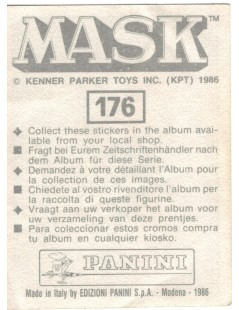 MASK™
© KENNER PARKER TOYS INC. (KPT) 1986
176
Collect these stickers in the album avai-
lable from your local shop.
Fragt bei Eurem Zeitschriftenhändler nach
dem Album für diese Serie.
Demandez à votre détaillant l'Album pour
la collection de ces images.
Chiedete al vostro rivenditore l'album per
la raccolta di queste figurine.
Vraagt aan uw verkoper het album voor
uw verzameling van deze prentjes.
Para coleccionar estos cromos compra
tu album en cualquier kiosko.
PANINI
Made in Italy by EDIZIONI PANINI S.p.A. - Modena - 1986